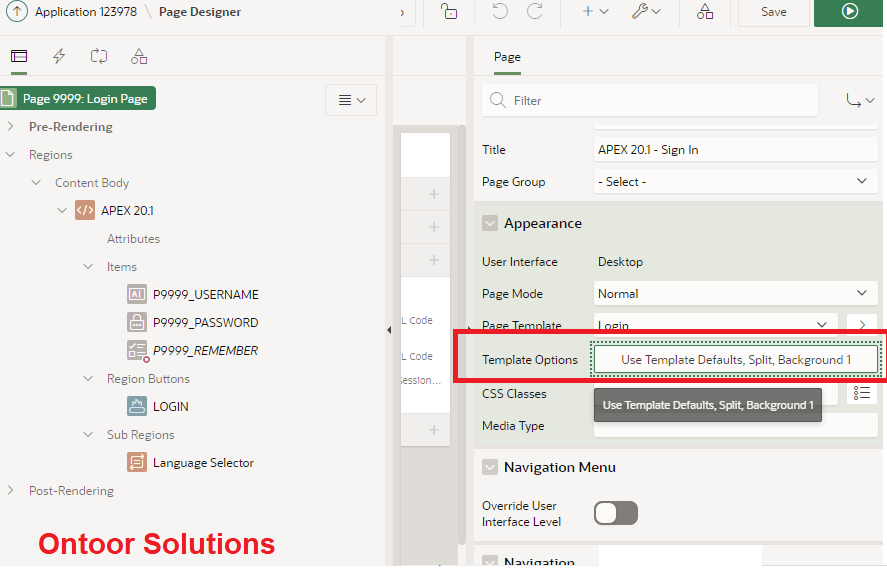 Application 123978 \ Page Designer
Save
Page 9999: Login Page
Pre-Rendering
Regions
Content Body
APEX 20.1
Attributes
Items
P9999_USERNAME
P9999_PASSWORD
P9999_REMEMBER
Region Buttons
LOGIN
Sub Regions
Language Selector
Post-Rendering
Ontoor Solutions
L Code
L Code
ession...
Page
Filter
Title APEX 20.1 - Sign In
Page Group - Select -
Appearance
User Interface Desktop
Page Mode Normal
Page Template Login
Template Options Use Template Defaults, Split, Background 1
CSS Classes
Use Template Defaults, Split, Background 1
Media Type
Navigation Menu
Override User
Interface Level
Navigation